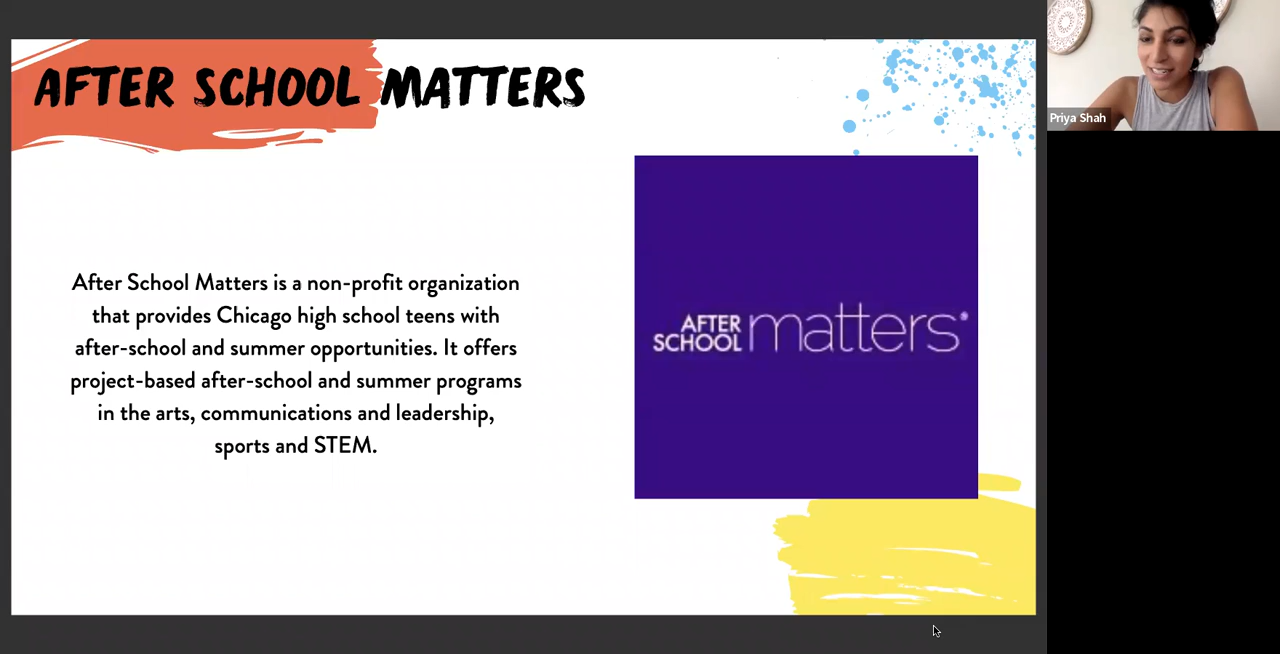 AFTER SCHOOL MATTERS
After School Matters is a non-profit organization
that provides Chicago high school teens with
after-school and summer opportunities. It offers
project-based after-school and summer programs
in the arts, communications and leadership,
sports and STEM.
AFTER
SCHOOL matters®
Priya Shah